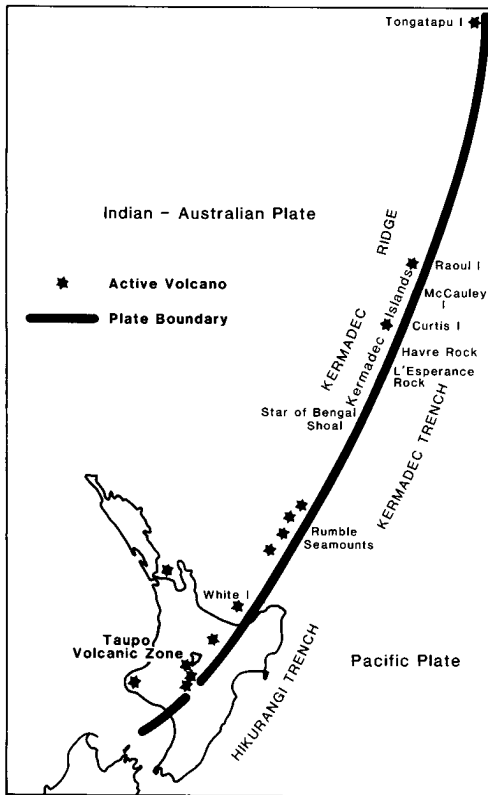 Tongatapu I
Indian – Australian Plate
Active Volcano
Plate Boundary
KERMADEC RIDGE
Kermadec Islands
Raoul I
McCauley
I
Curtis I
Havre Rock
L'Esperance
Rock
Star of Bengal
Shoal
KERMADEC TRENCH
Rumble
Seamounts
White I
Taupo
Volcanic Zone
HIKURANGI TRENCH
Pacific Plate